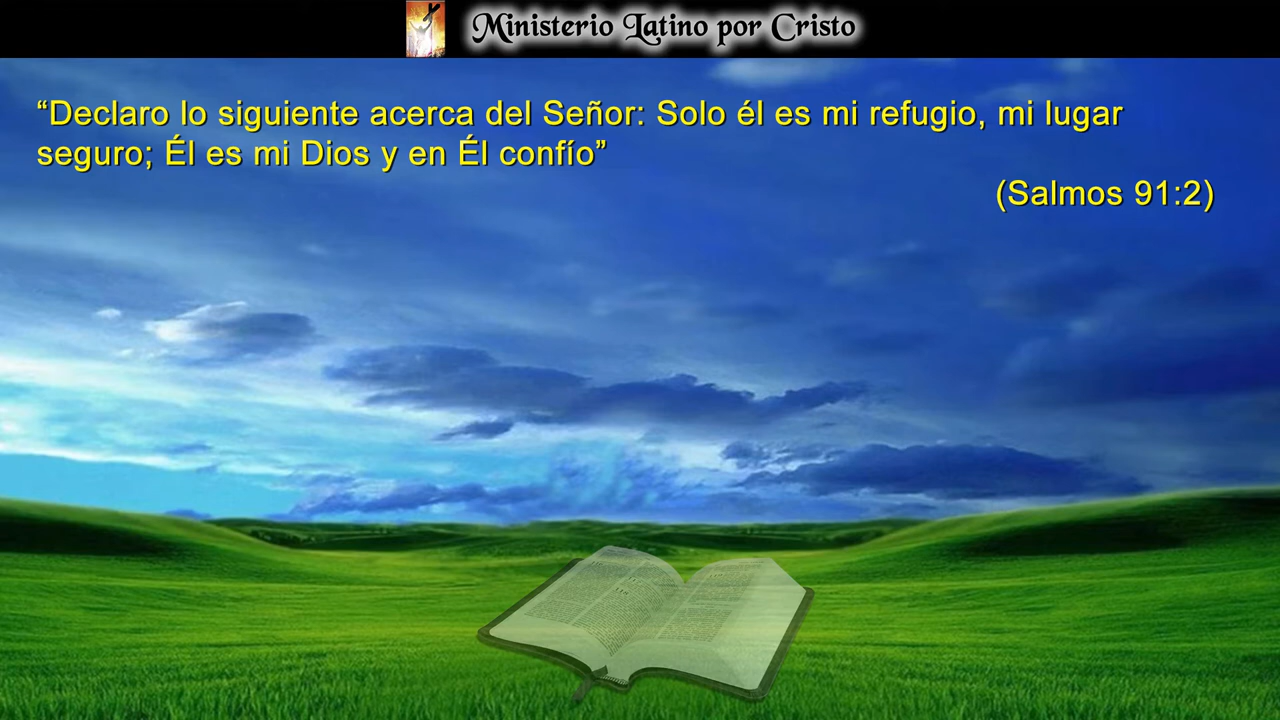 Ministerio Latino por Cristo
“Declaro lo siguiente acerca del Señor: Solo él es mi refugio, mi lugar
seguro; Él es mi Dios y en Él confío”
(Salmos 91:2)